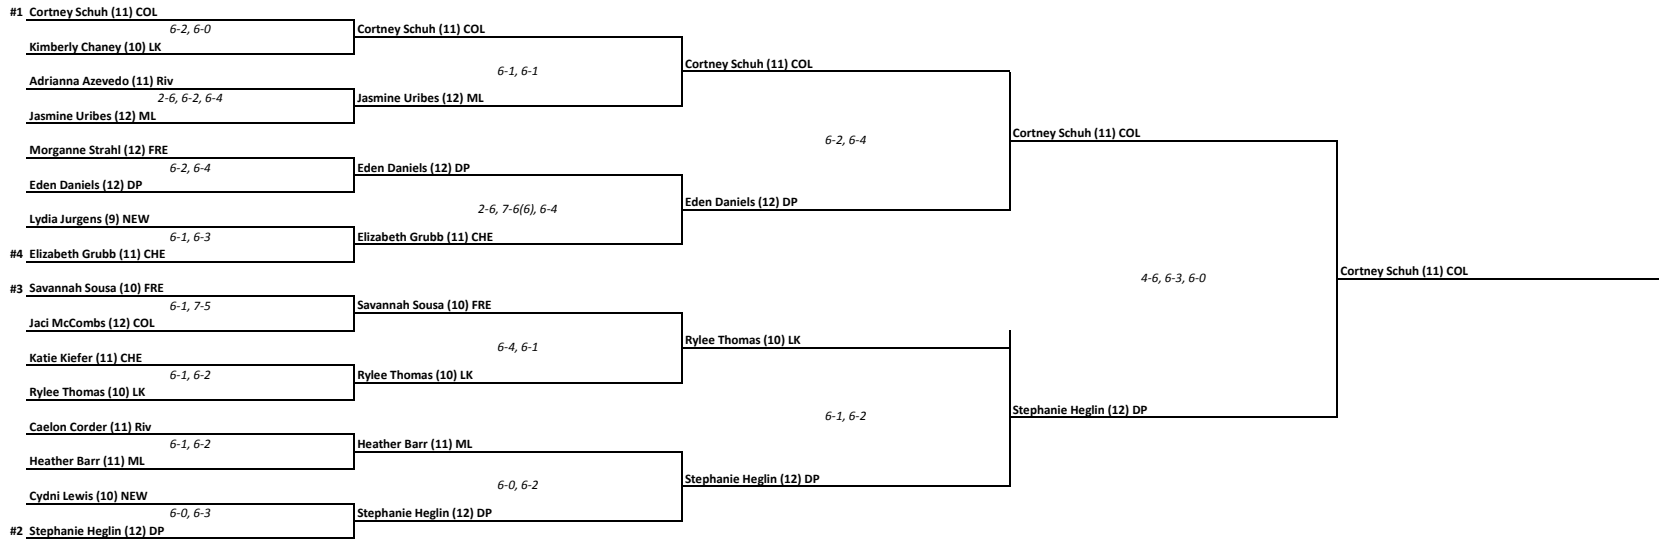 #1 Cortney Schuh (11) COL
6-2, 6-0
Kimberly Chaney (10) LK
Adrianna Azevedo (11) Riv
2-6, 6-2, 6-4
Jasmine Uribes (12) ML
Morganne Strahl (12) FRE
6-2, 6-4
Eden Daniels (12) DP
Lydia Jurgens (9) NEW
6-1, 6-3
#4 Elizabeth Grubb (11) CHE
#3 Savannah Sousa (10) FRE
6-1, 7-5
Jaci McCombs (12) COL
Katie Kiefer (11) CHE
6-1, 6-2
Rylee Thomas (10) LK
Caelon Corder (11) Riv
6-1, 6-2
Heather Barr (11) ML
Cydni Lewis (10) NEW
6-0, 6-3
#2 Stephanie Heglin (12) DP
Cortney Schuh (11) COL
6-1, 6-1
Jasmine Uribes (12) ML
Eden Daniels (12) DP
2-6, 7-6(6), 6-4
Elizabeth Grubb (11) CHE
Savannah Sousa (10) FRE
6-4, 6-1
Rylee Thomas (10) LK
Heather Barr (11) ML
6-0, 6-2
Stephanie Heglin (12) DP
Cortney Schuh (11) COL
6-2, 6-4
Eden Daniels (12) DP
Rylee Thomas (10) LK
6-1, 6-2
Stephanie Heglin (12) DP
Cortney Schuh (11) COL
4-6, 6-3, 6-0
Stephanie Heglin (12) DP
Cortney Schuh (11) COL